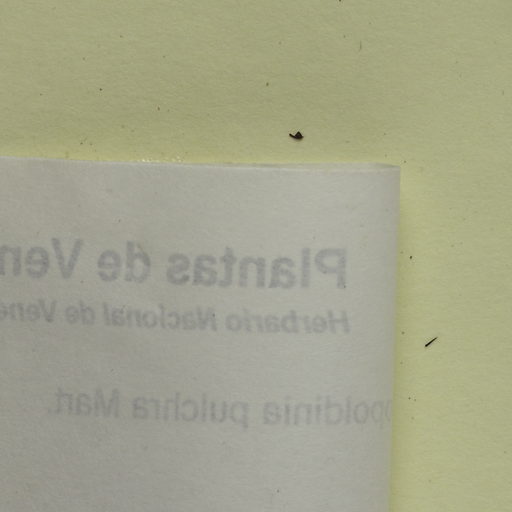 Plantas de Ven
Herbario Nacional de Vene
opoldinia pulchra Mart.